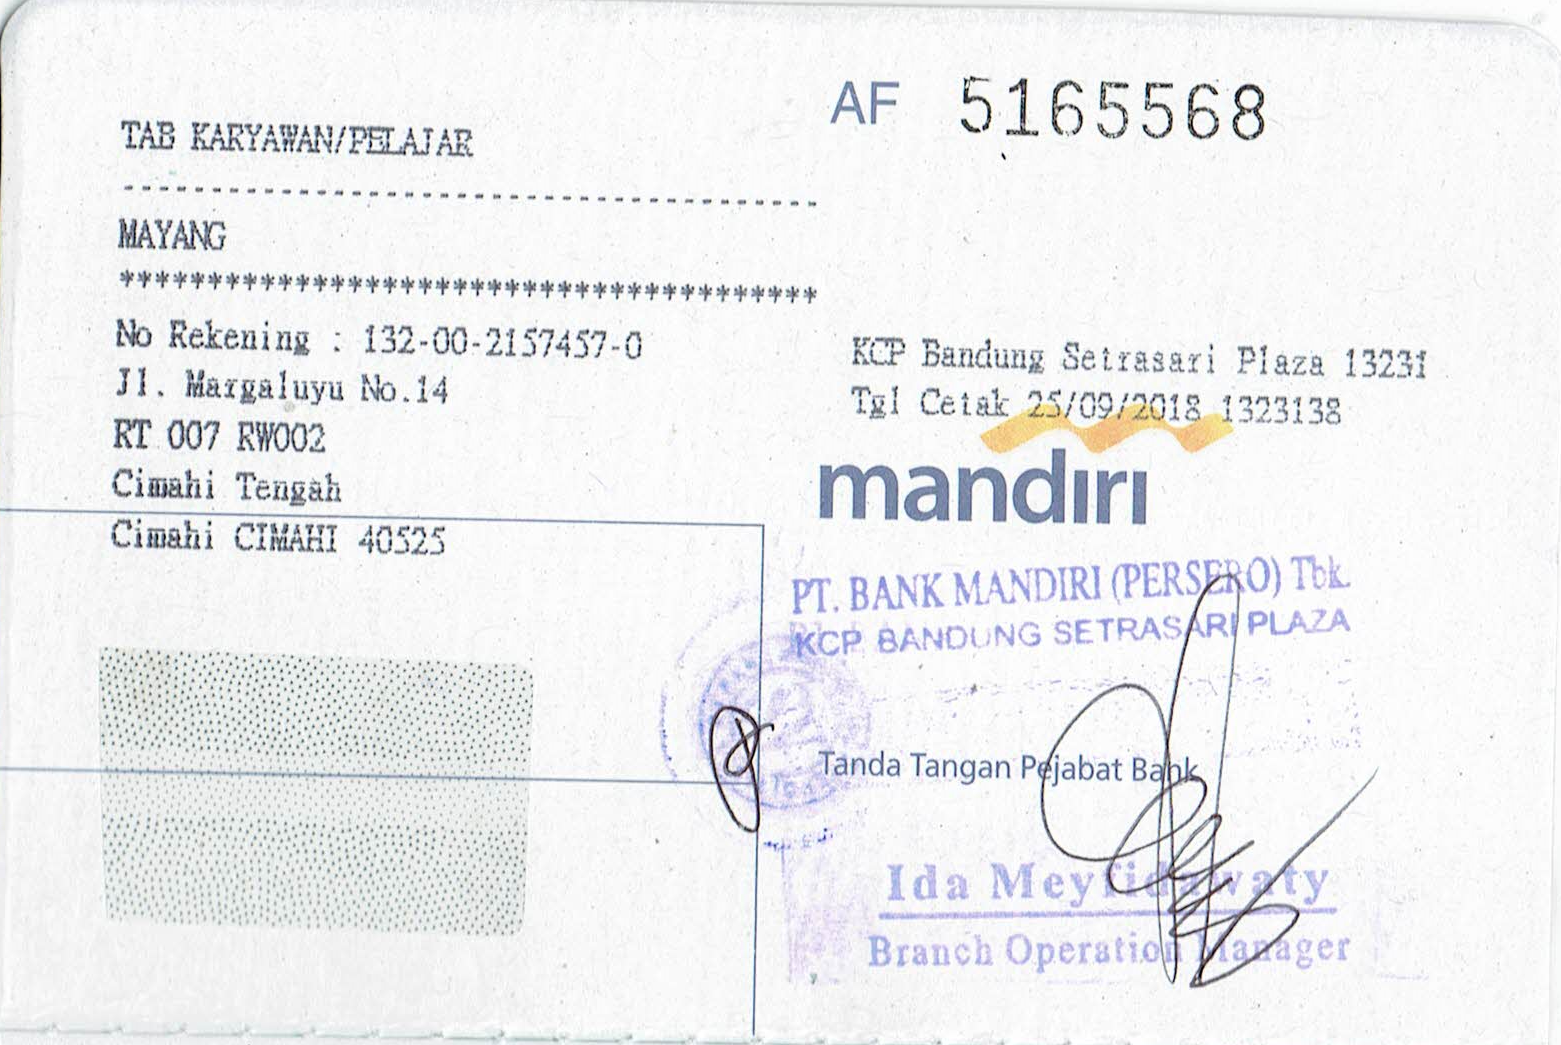 AF 5165568
TAB KARYAWAN/PELAJAR
---------------------------------------
MAYANG
***************************************
No Rekening : 132-00-2157457-0
Jl. Margaluyu No.14
RT 007 RW002
Cimahi Tengah
Cimahi CIMAHI 40525
KCP Bandung Setrasari Plaza 13231
Tgl Cetak 25/09/2018 1323138
mandiri
PT. BANK MANDIRI (PERSERO) Tbk.
KCP BANDUNG SETRASARI PLAZA
Tanda Tangan Pejabat Bank
Ida Meyfidawaty
Branch Operation Manager